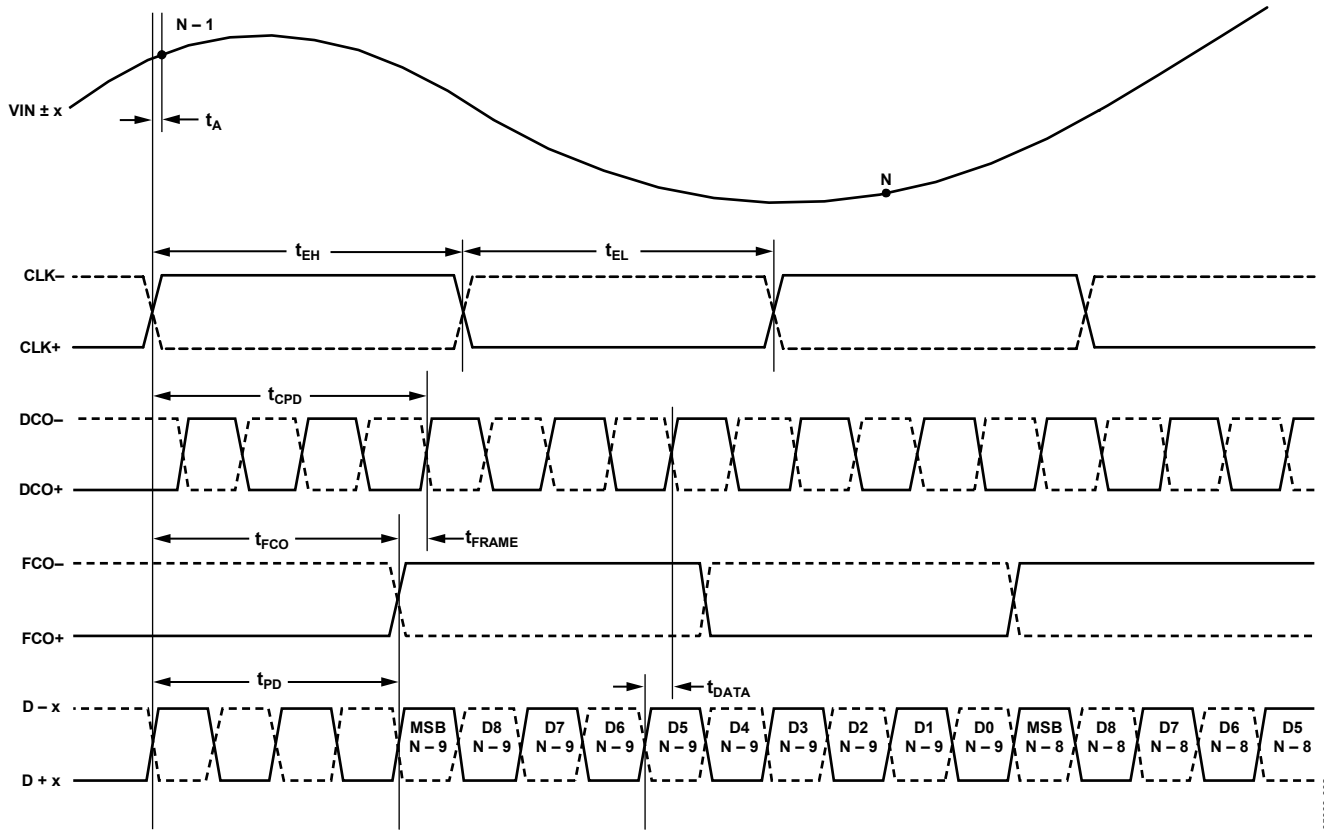 N – 1
VIN ± x
tA
N
tEH
tEL
CLK–
CLK+
tCPD
DCO–
DCO+
tFCO
tFRAME
FCO–
FCO+
tPD
tDATA
D – x
MSB D8 D7 D6 D5 D4 D3 D2 D1 D0 MSB D8 D7 D6 D5
N – 9 N – 9 N – 9 N – 9 N – 9 N – 9 N – 9 N – 9 N – 9 N – 9 N – 8 N – 8 N – 8 N – 8 N – 8
D + x